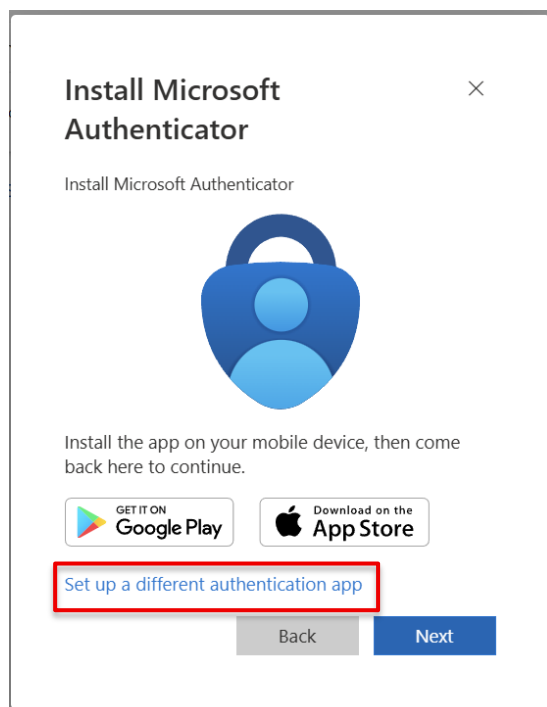 Install Microsoft
Authenticator
Install Microsoft Authenticator
Install the app on your mobile device, then come
back here to continue.
GET IT ON
Google Play
Download on the
App Store
Set up a different authentication app
Back
Next